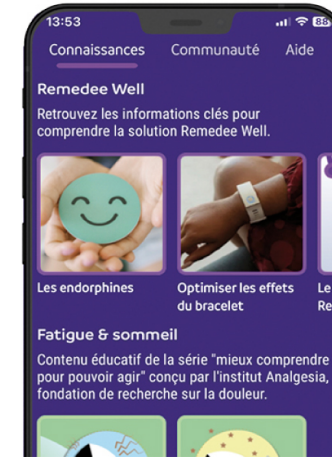 13:53
88
Connaissances Communauté Aide
Remedee Well
Retrouvez les informations clés pour
comprendre la solution Remedee Well.
Les endorphines
Optimiser les effets
du bracelet
Le
Re
Fatigue & sommeil
Contenu éducatif de la série "mieux comprendre
pour pouvoir agir" conçu par l'institut Analgesia,
fondation de recherche sur la douleur.